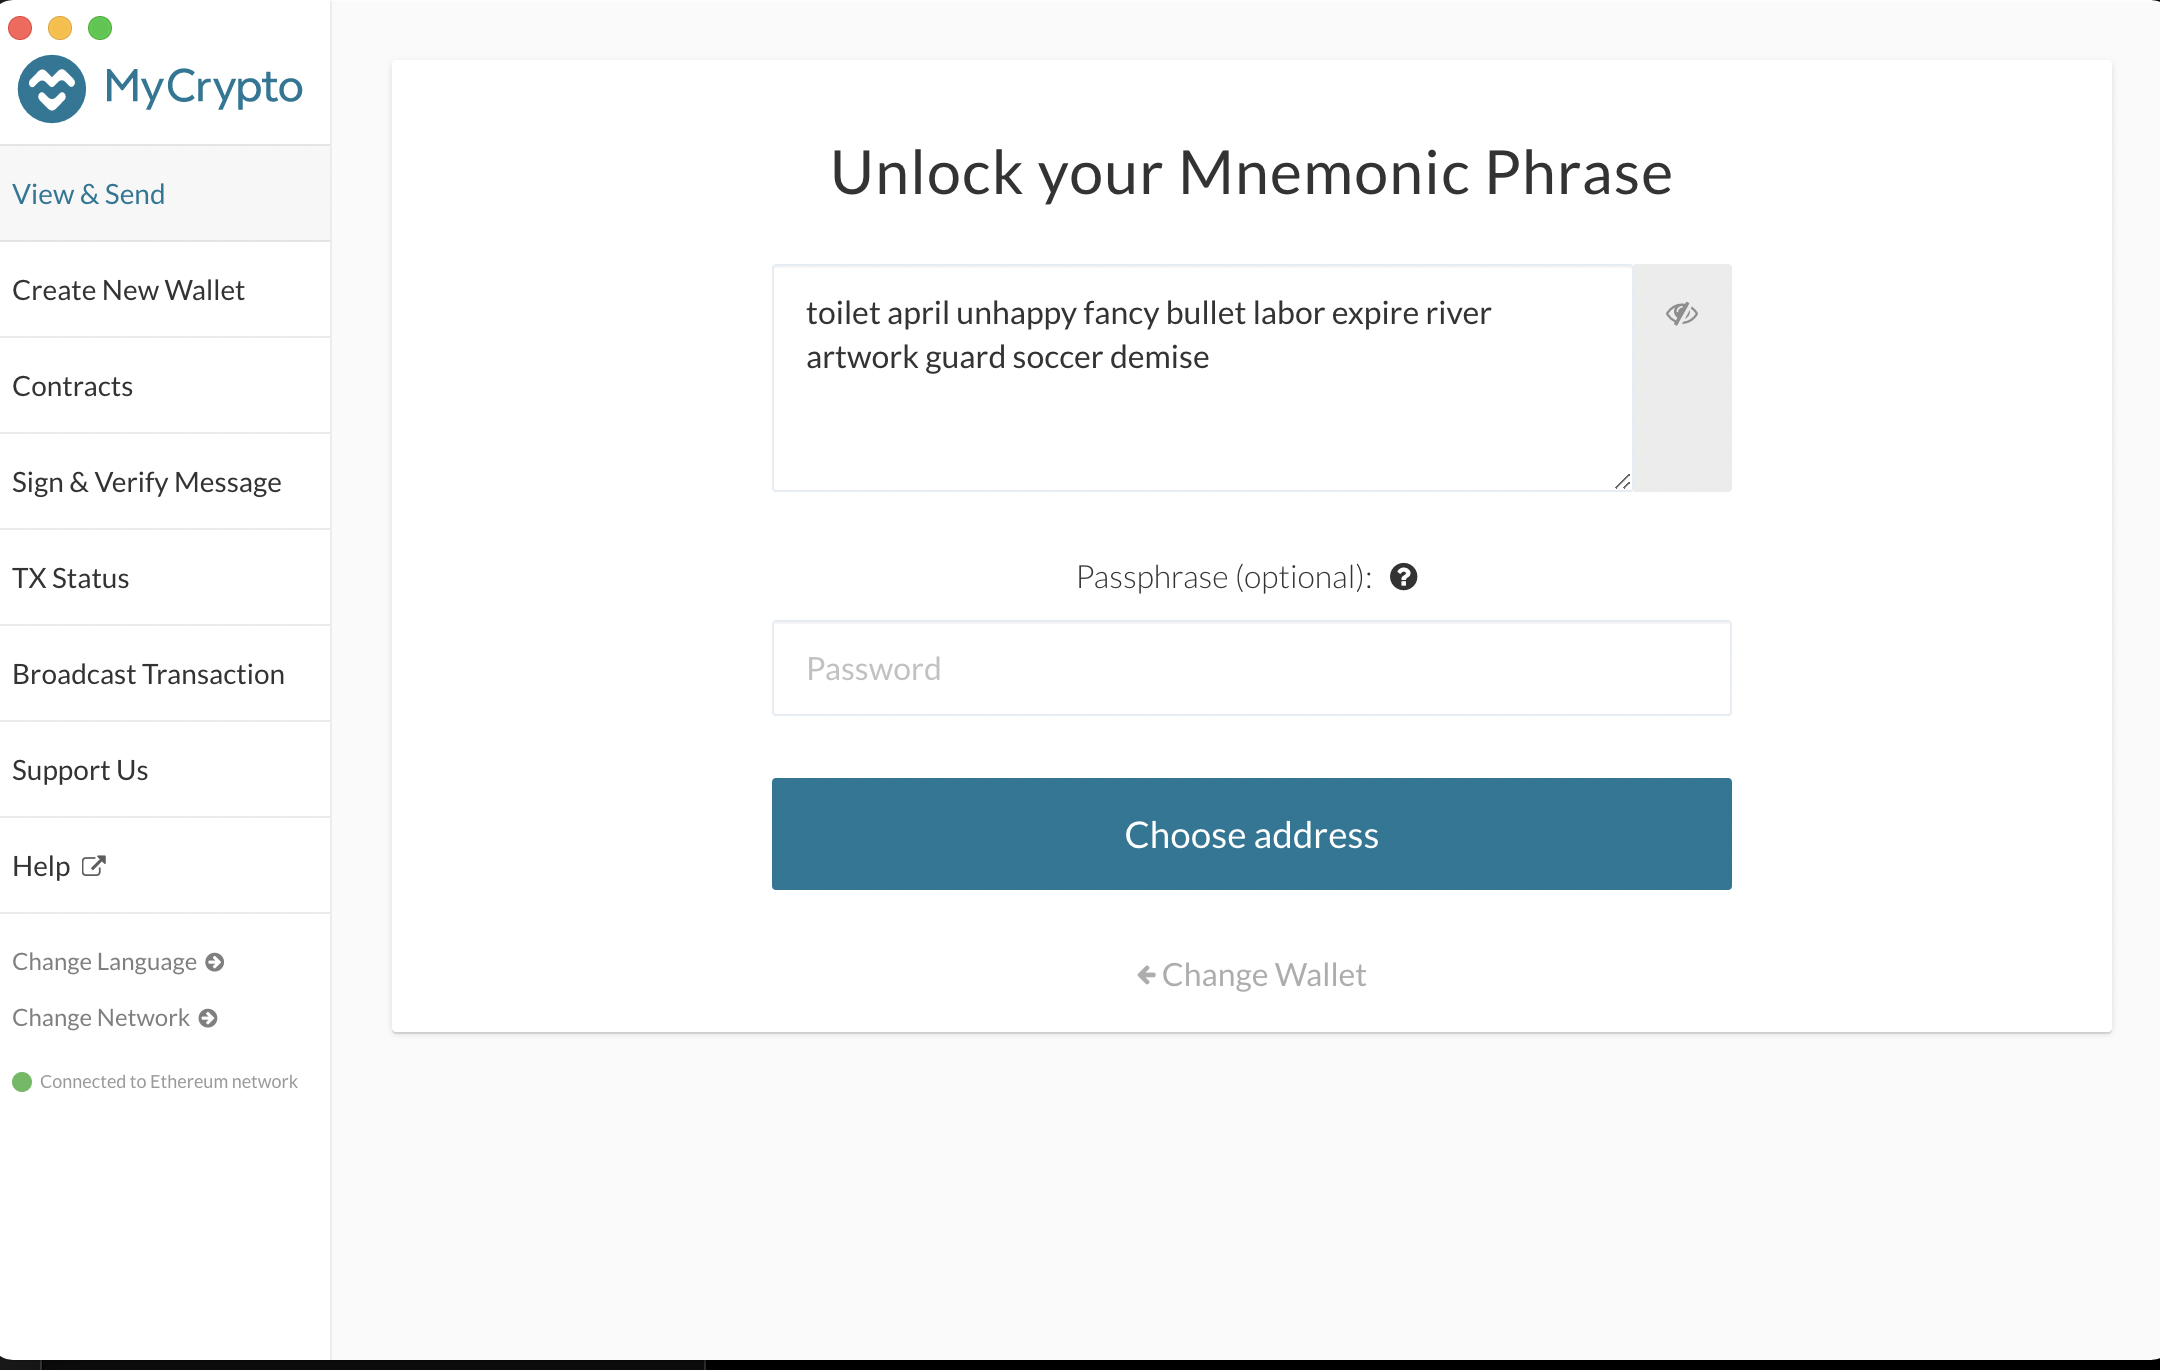 MyCrypto
View & Send
Create New Wallet
Contracts
Sign & Verify Message
TX Status
Broadcast Transaction
Support Us
Help
Change Language
Change Network
Connected to Ethereum network
Unlock your Mnemonic Phrase
toilet april unhappy fancy bullet labor expire river
artwork guard soccer demise
Passphrase (optional): ?
Password
Choose address
Change Wallet